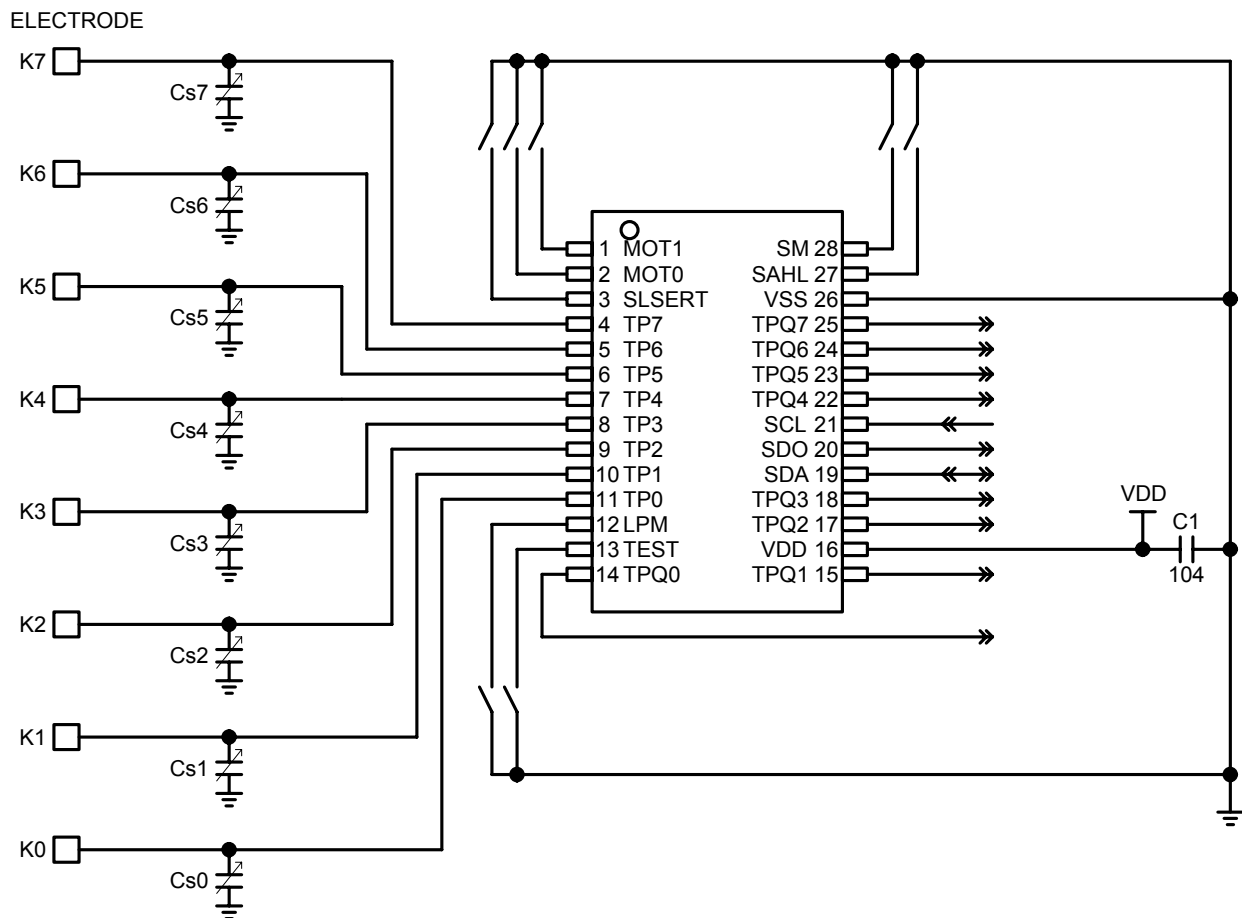 ELECTRODE
K7
Cs7
K6
Cs6
K5
Cs5
K4
Cs4
K3
Cs3
K2
Cs2
K1
Cs1
K0
Cs0
1 MOT1
2 MOT0
3 SLSERT
4 TP7
5 TP6
6 TP5
7 TP4
8 TP3
9 TP2
10 TP1
11 TP0
12 LPM
13 TEST
14 TPQ0
SM 28
SAHL 27
VSS 26
TPQ7 25
TPQ6 24
TPQ5 23
TPQ4 22
SCL 21
SDO 20
SDA 19
TPQ3 18
TPQ2 17
VDD 16
TPQ1 15
VDD
C1
104